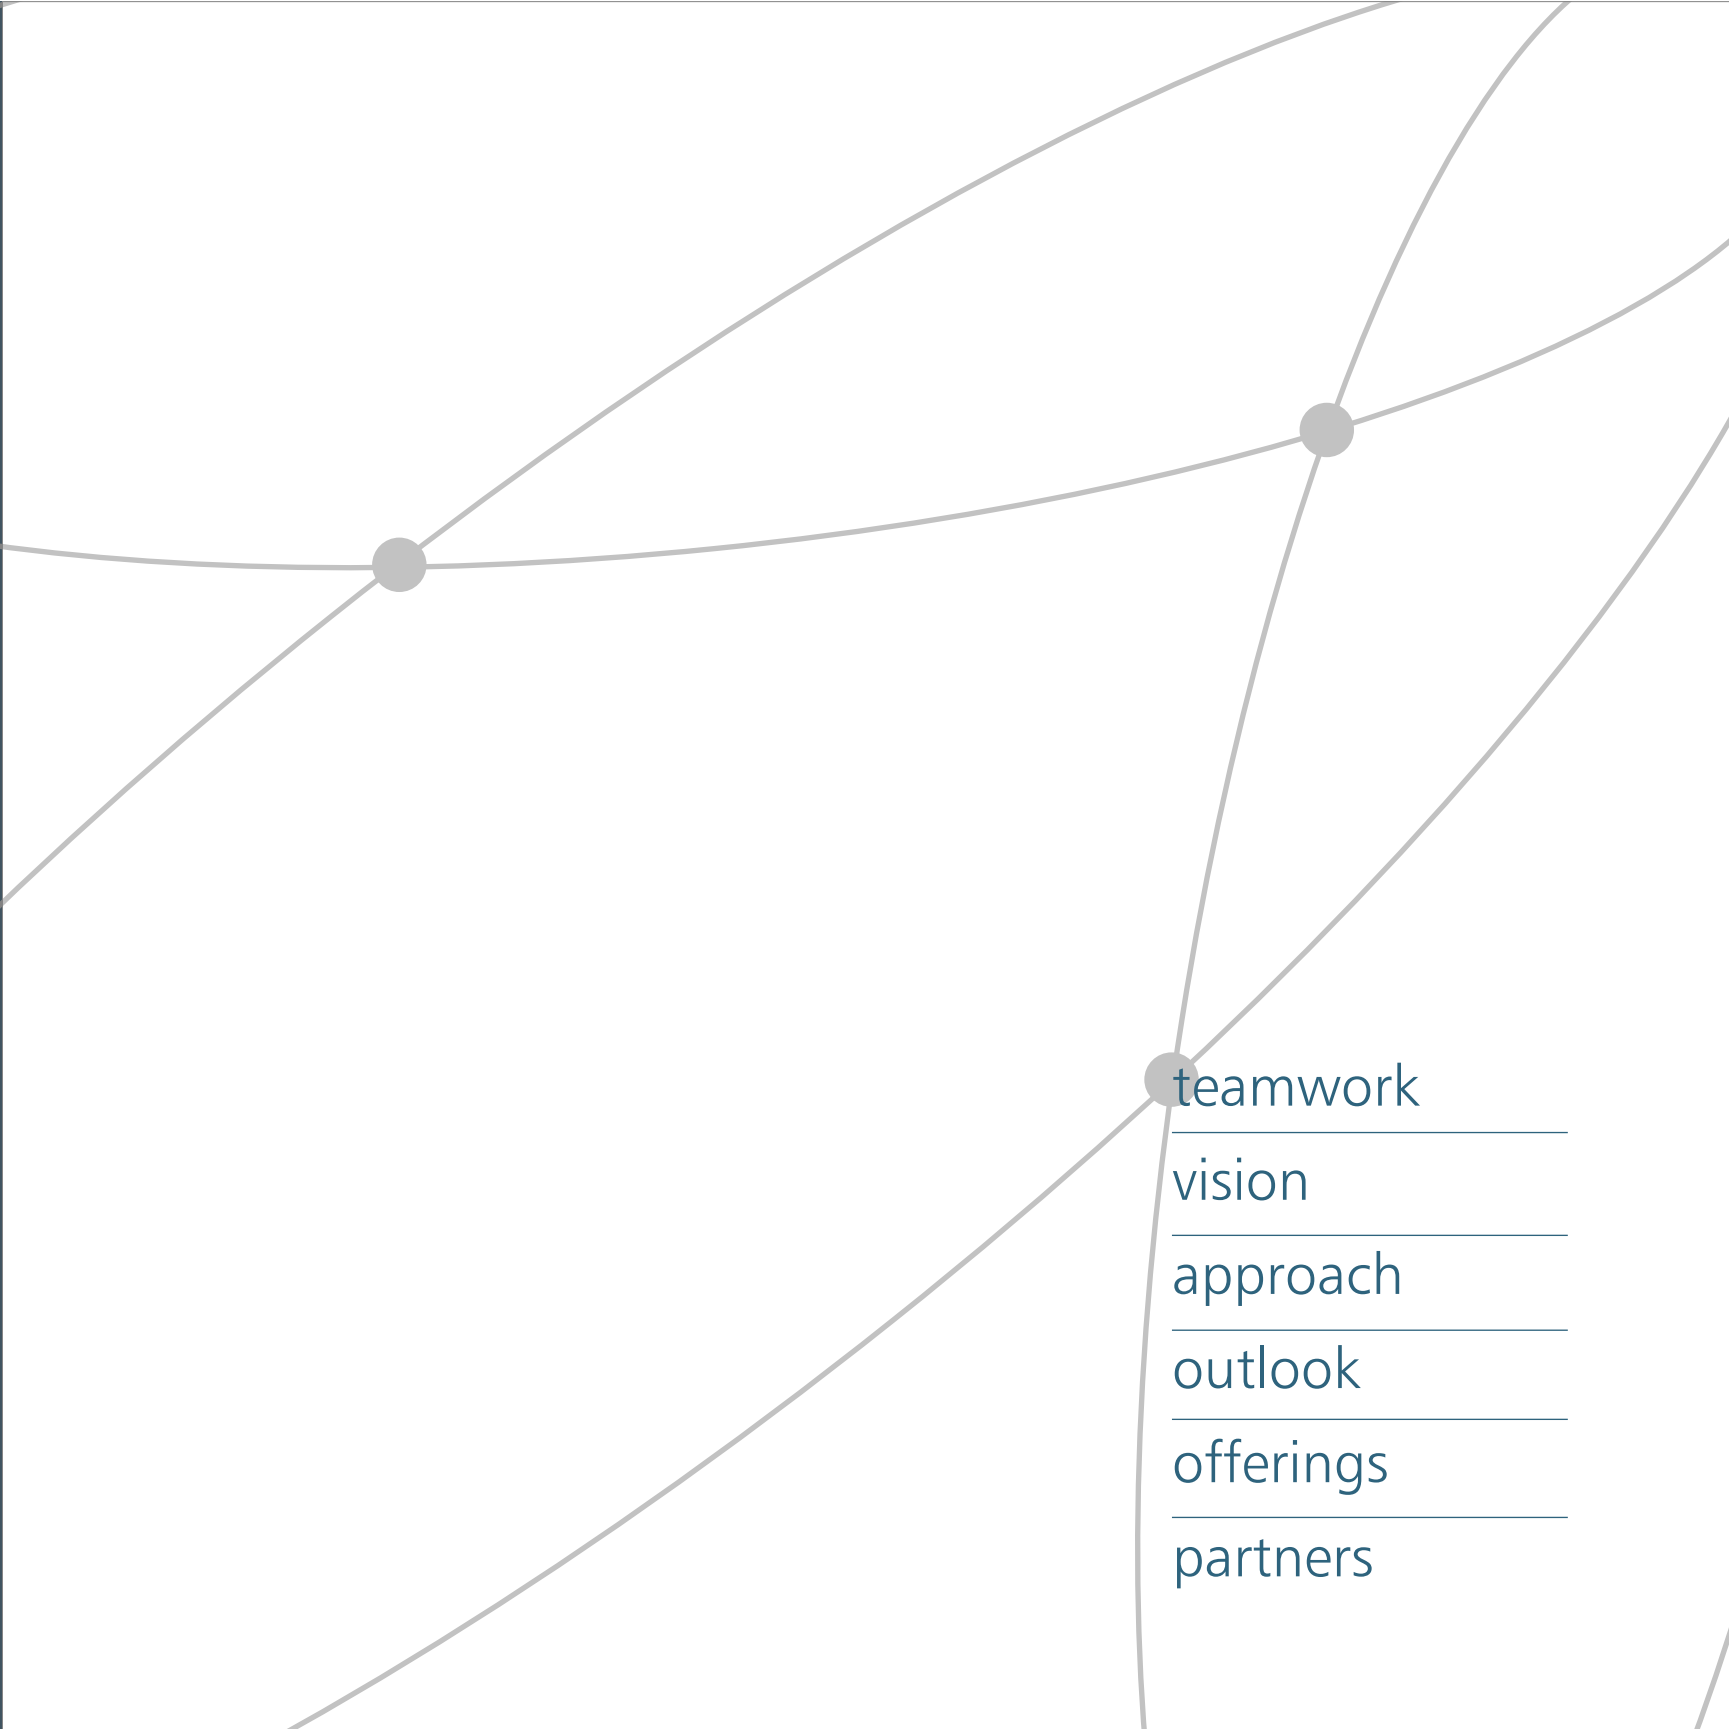 teamwork
vision
approach
outlook
offerings
partners